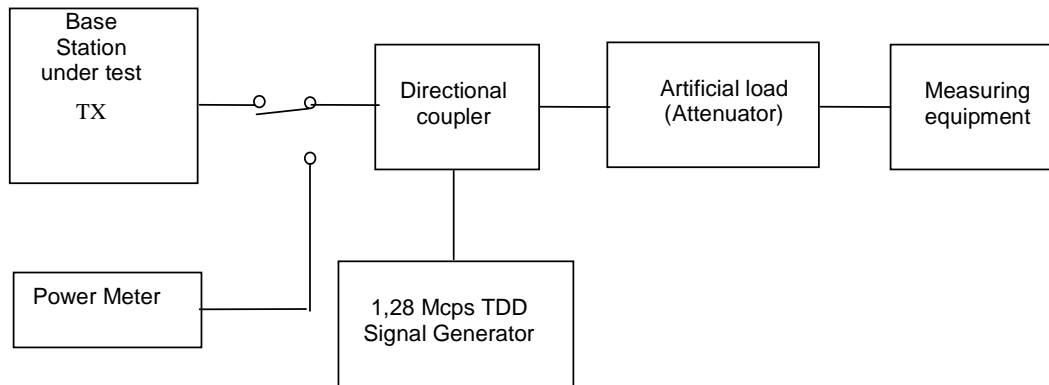 Base
Station
under test
TX
Directional
coupler
Artificial load
(Attenuator)
Measuring
equipment
Power Meter
1,28 Mcps TDD
Signal Generator